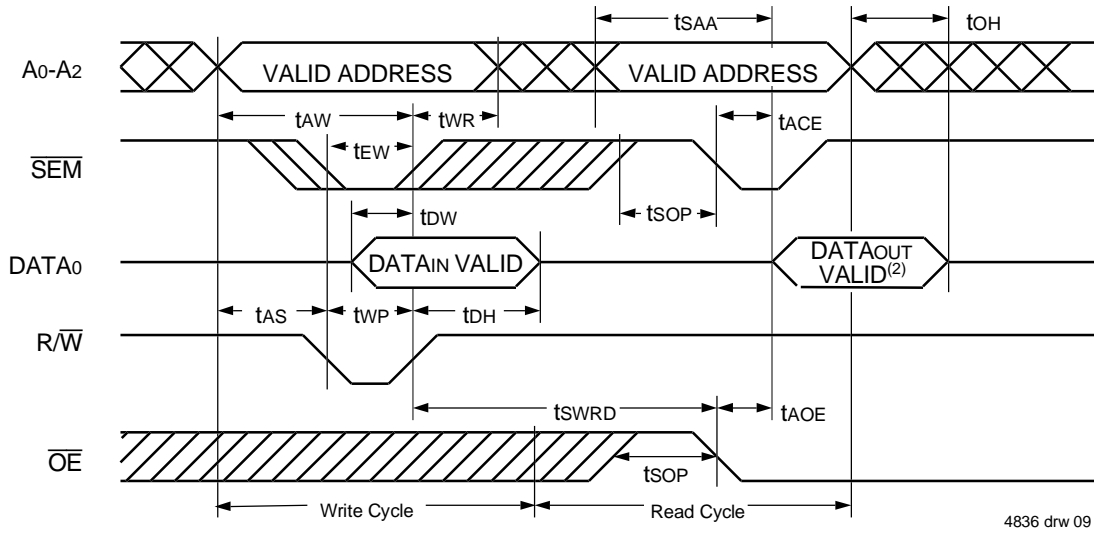 tSAA
tOH
A0-A2
VALID ADDRESS
VALID ADDRESS
tAW
tWR
tACE
SEM
tEW
tSOP
tDW
DATA0
DATAIN VALID
DATAOUT
VALID(2)
tAS
tWP
tDH
R/W
tSWRD
tAOE
OE
tSOP
Write Cycle
Read Cycle
4836 drw 09